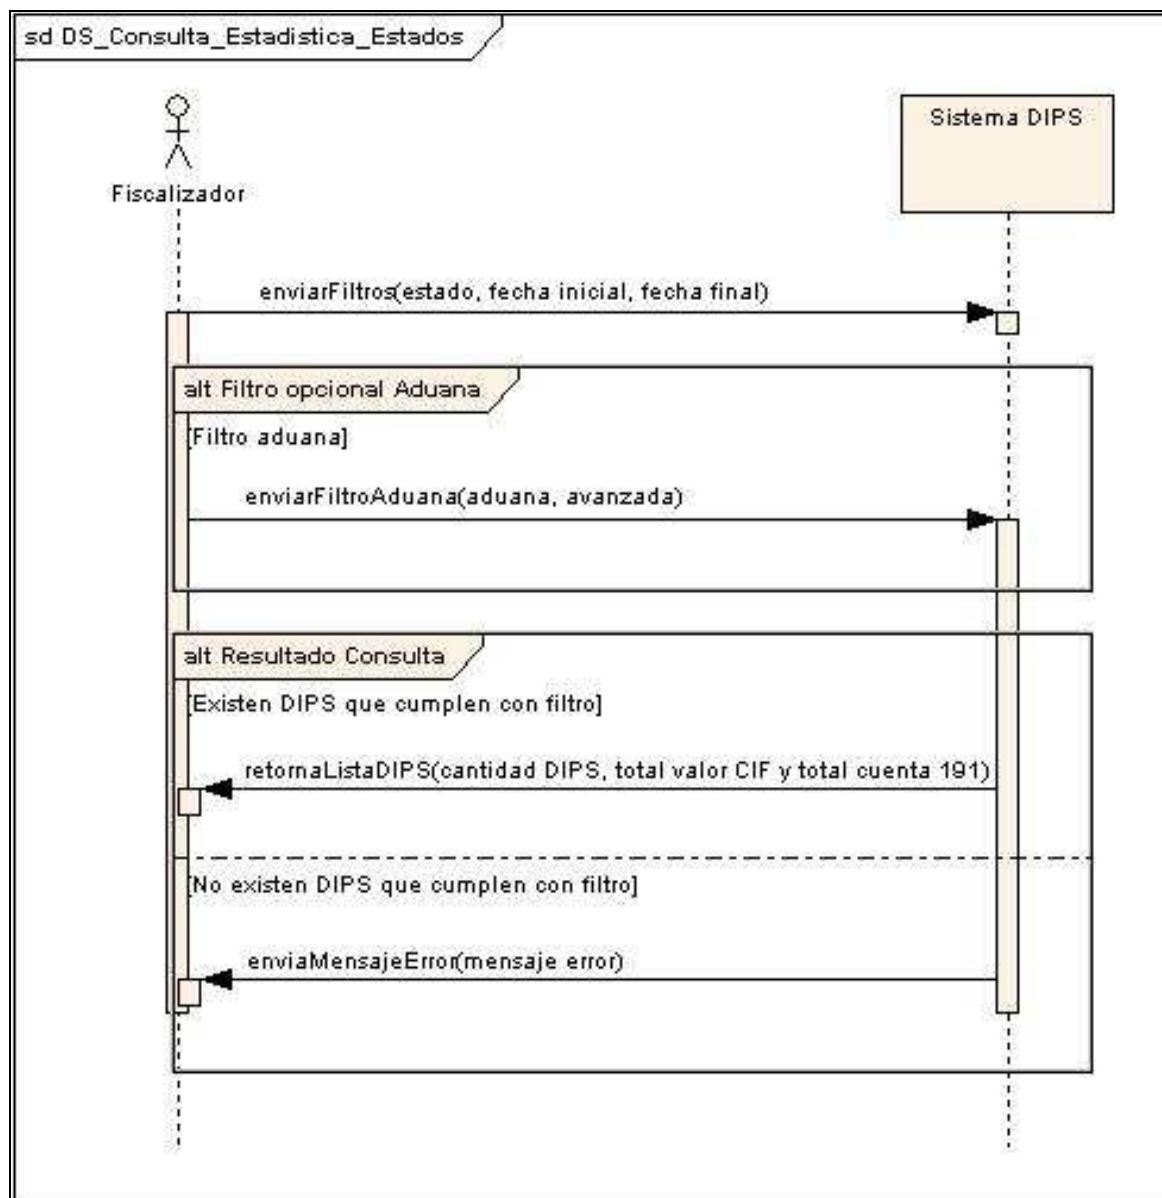 sd DS_Consulta_Estadistica_Estados
Sistema DIPS
Fiscalizador
enviarFiltros(estado, fecha inicial, fecha final)
alt Filtro opcional Aduana
[Filtro aduana]
enviarFiltroAduana(aduana, avanzada)
alt Resultado Consulta
[Existen DIPS que cumplen con filtro]
retornaListaDIPS(cantidad DIPS, total valor CIF y total cuenta 191)
[No existen DIPS que cumplen con filtro]
enviaMensajeError(mensaje error)